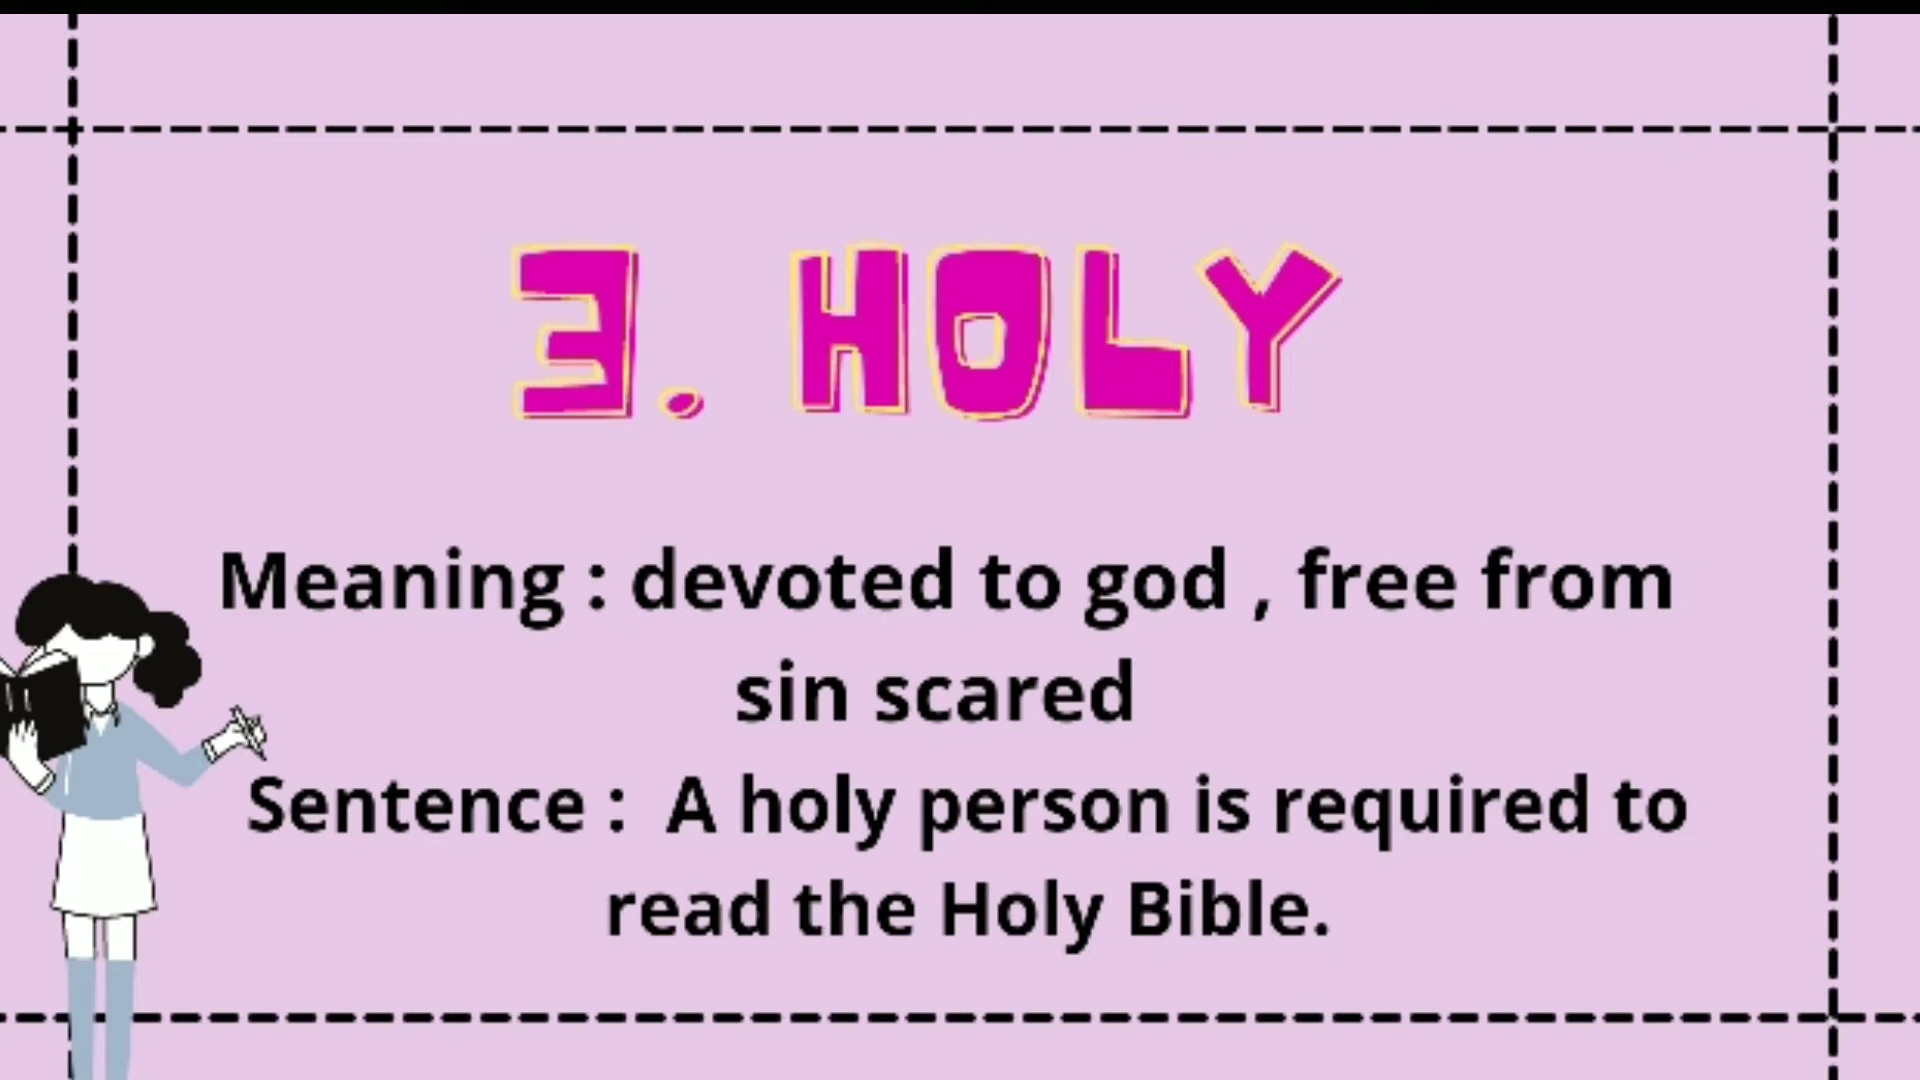 3. HOLY
Meaning : devoted to god , free from
sin scared
Sentence : A holy person is required to
read the Holy Bible.